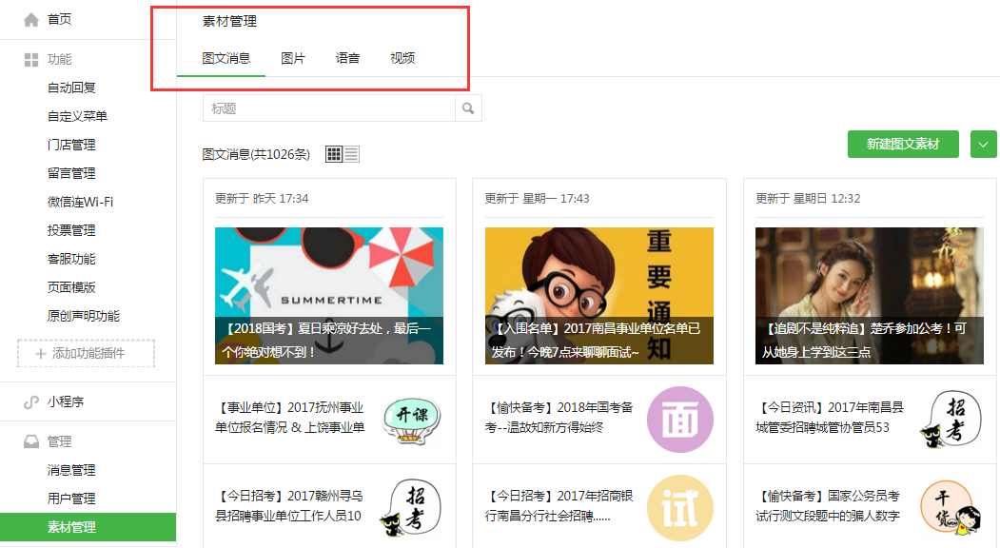 首页
功能
自动回复
自定义菜单
门店管理
留言管理
微信连Wi-Fi
投票管理
客服功能
页面模版
原创声明功能
添加功能插件
小程序
管理
消息管理
用户管理
素材管理
素材管理
图文消息 图片 语音 视频
标题
图文消息(共1026条)
新建图文素材
更新于 昨天 17:34
SUMMERTIME
【2018国考】夏日乘凉好去处，最后一
个你绝对想不到！
【事业单位】2017抚州事业
单位报名情况 & 上饶事业单
开课
【今日招考】2017赣州寻乌
县招聘事业单位工作人员10
招考
更新于 星期一 17:43
重要通知
【入围名单】2017南昌事业单位名单已
发布！今晚7点来聊聊面试~
【愉快备考】2018年国考备
考--温故知新方得始终
面
【今日招考】2017年招商银
行南昌分行社会招聘......
试
更新于 星期日 12:32
楚乔
【追剧不是纯粹追】楚乔参加公考！可
从她身上学到这三点
【今日资讯】2017年南昌县
城管委招聘城管协管员53
招考
【愉快备考】国家公务员考
试行测文段题中的骗人数字
干货